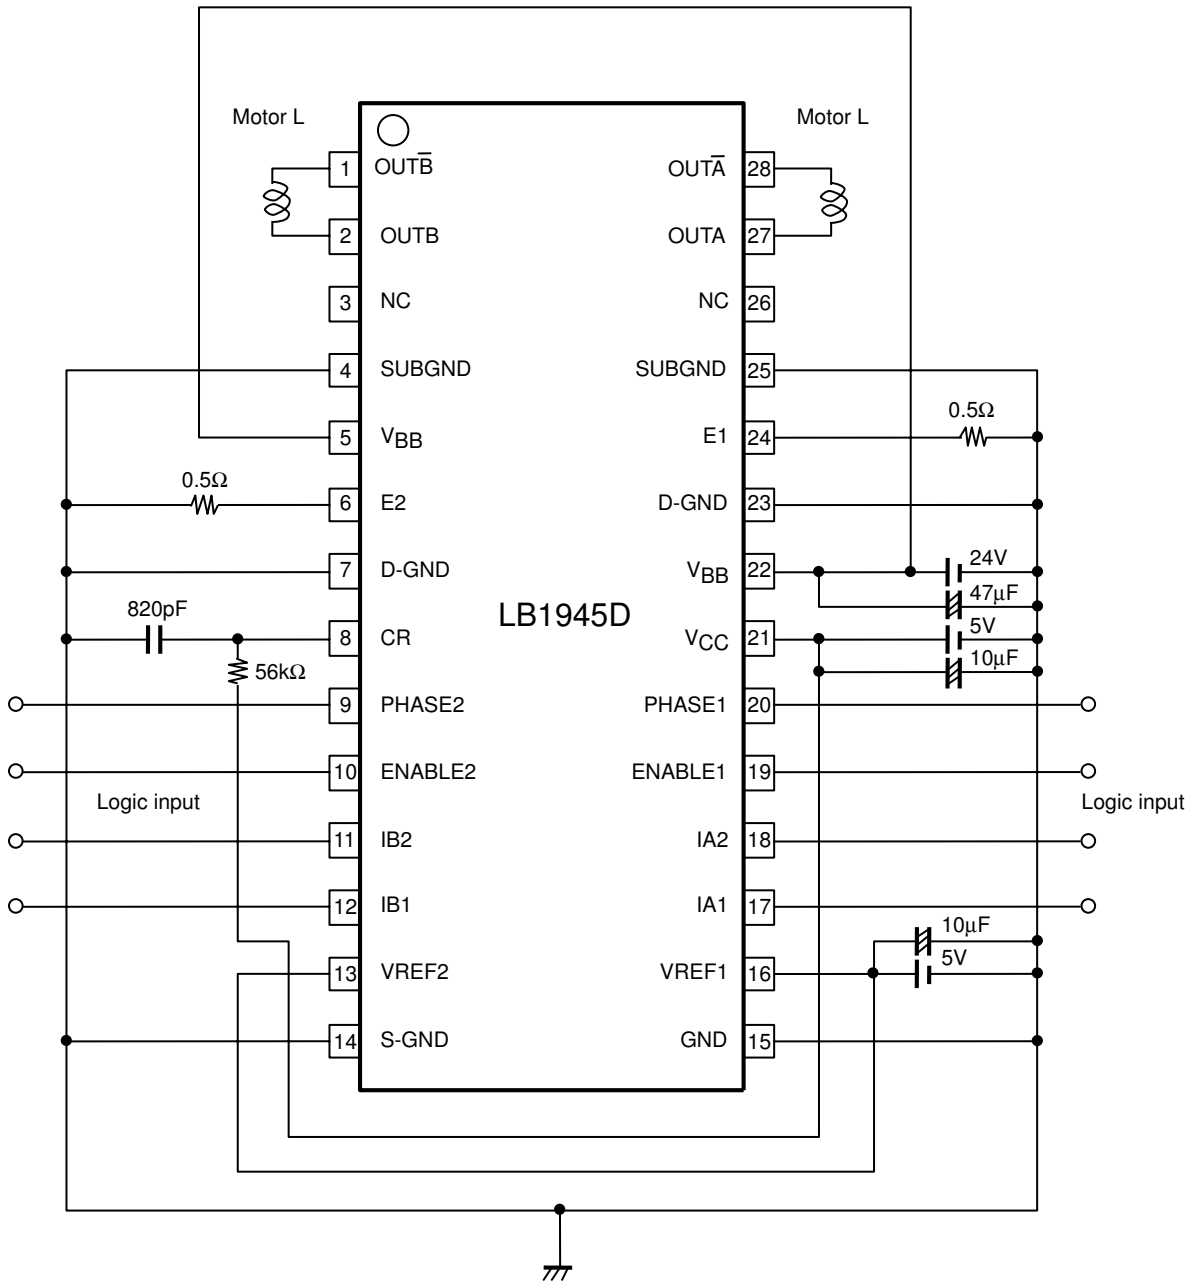 Motor L
Motor L
1 OUTB̅
OUTA̅ 28
2 OUTB
OUTA 27
3 NC
NC 26
4 SUBGND
SUBGND 25
0.5Ω
5 VBB
E1 24
0.5Ω
6 E2
D-GND 23
7 D-GND
VBB 22
24V
47μF
820pF
LB1945D
8 CR
VCC 21
5V
10μF
56kΩ
9 PHASE2
PHASE1 20
10 ENABLE2
ENABLE1 19
Logic input
Logic input
11 IB2
IA2 18
12 IB1
IA1 17
10μF
13 VREF2
VREF1 16
5V
14 S-GND
GND 15